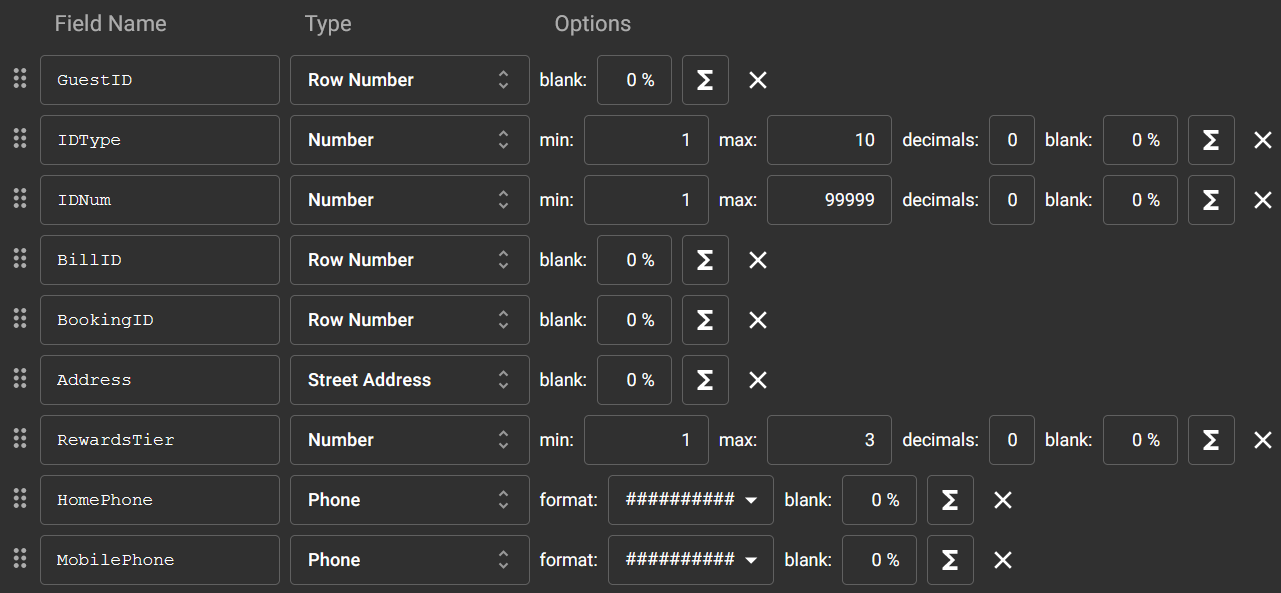 Field Name Type Options
GuestID Row Number blank: 0 % Σ
IDType Number min: 1 max: 10 decimals: 0 blank: 0 % Σ
IDNum Number min: 1 max: 99999 decimals: 0 blank: 0 % Σ
BillID Row Number blank: 0 % Σ
BookingID Row Number blank: 0 % Σ
Address Street Address blank: 0 % Σ
RewardsTier Number min: 1 max: 3 decimals: 0 blank: 0 % Σ
HomePhone Phone format: ########## blank: 0 % Σ
MobilePhone Phone format: ########## blank: 0 % Σ